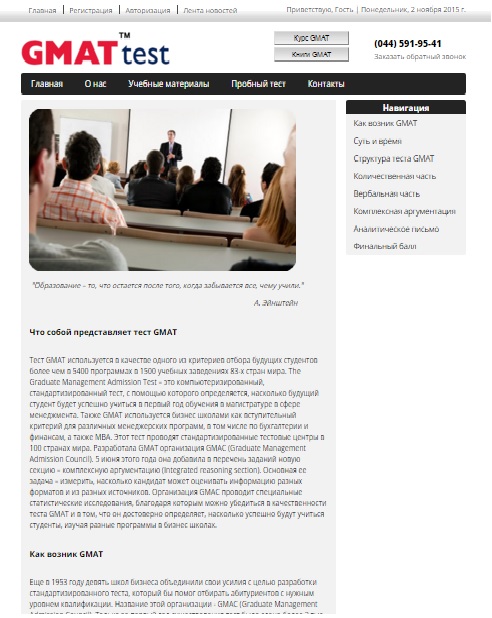 Главная Регистрация Авторизация Лента новостей Приветствую, Гость | Понедельник, 2 ноября 2015 г.
GMAT™ test
Курс GMAT
Книги GMAT
(044) 591-95-41
Заказать обратный звонок
Главная О нас Учебные материалы Пробный тест Контакты
Навигация
Как возник GMAT
Суть и время
Структура теста GMAT
Количественная часть
Вербальная часть
Комплексная аргументация
Аналитическое письмо
Финальный балл
"Образование – то, что остается после того, когда забывается все, чему учили."
А. Эйнштейн
Что собой представляет тест GMAT
Тест GMAT используется в качестве одного из критериев отбора будущих студентов
более чем в 5400 программах в 1500 учебных заведениях 83-х стран мира. The
Graduate Management Admission Test – это компьютеризированный,
стандартизированный тест, с помощью которого определяется, насколько будущий
студент будет успешно учиться в первый год обучения в магистратуре в сфере
менеджмента. Также GMAT используется бизнес школами как вступительный
критерий для различных менеджерских программ, в том числе по бухгалтерии и
финансам, а также MBA. Этот тест проводят стандартизированные тестовые центры в
100 странах мира. Разработала GMAT организация GMAC (Graduate Management
Admission Council). 5 июня этого года она добавила в перечень заданий новую
секцию – комплексную аргументацию (Integrated reasoning section). Основная ее
задача – измерить, насколько кандидат может оценивать информацию разных
форматов и из разных источников. Организация GMAC проводит специальные
статистические исследования, благодаря которым можно убедиться в качественности
теста GMAT и в том, что он достоверно определяет, насколько успешно будут учиться
студенты, изучая разные программы в бизнес школах.
Как возник GMAT
Еще в 1953 году девять школ бизнеса объединили свои усилия с целью разработки
стандартизированного теста, который бы помог отбирать абитуриентов с нужным
уровнем квалификации. Название этой организации - GMAC (Graduate Management